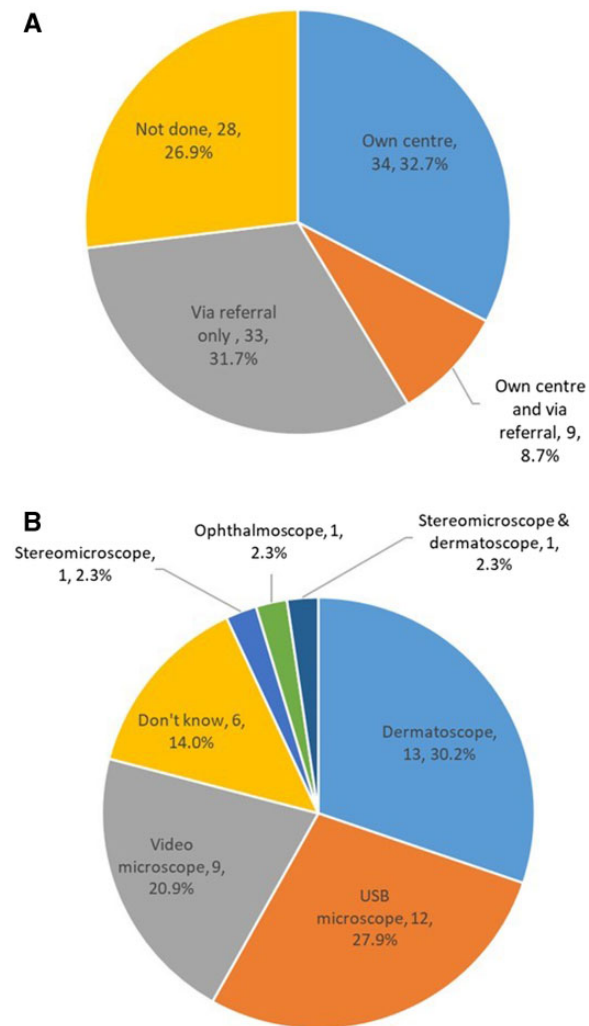 A
Not done, 28,
26.9%
Own centre,
34, 32.7%
Via referral
only , 33,
31.7%
Own centre
and via
referral, 9,
8.7%
B
Stereomicroscope,
1, 2.3%
Ophthalmoscope, 1,
2.3%
Stereomicroscope &
dermatoscope, 1,
2.3%
Don't know, 6,
14.0%
Dermatoscope,
13, 30.2%
Video
microscope, 9,
20.9%
USB
microscope, 12,
27.9%